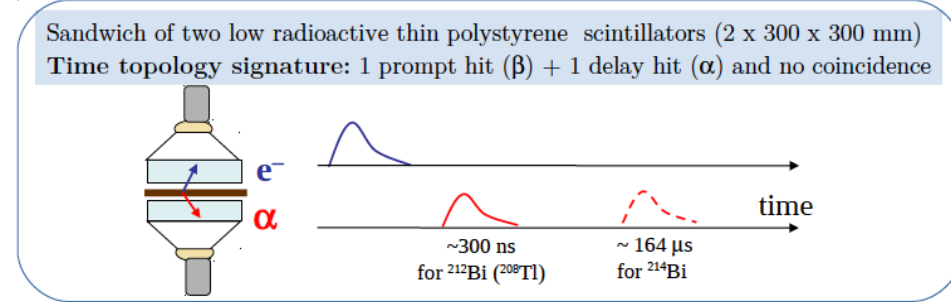 Sandwich of two low radioactive thin polystyrene scintillators (2 x 300 x 300 mm)
Time topology signature: 1 prompt hit (β) + 1 delay hit (α) and no coincidence
e⁻
α
time
~300 ns
for ²¹²Bi (²⁰⁸Tl)
~ 164 μs
for ²¹⁴Bi